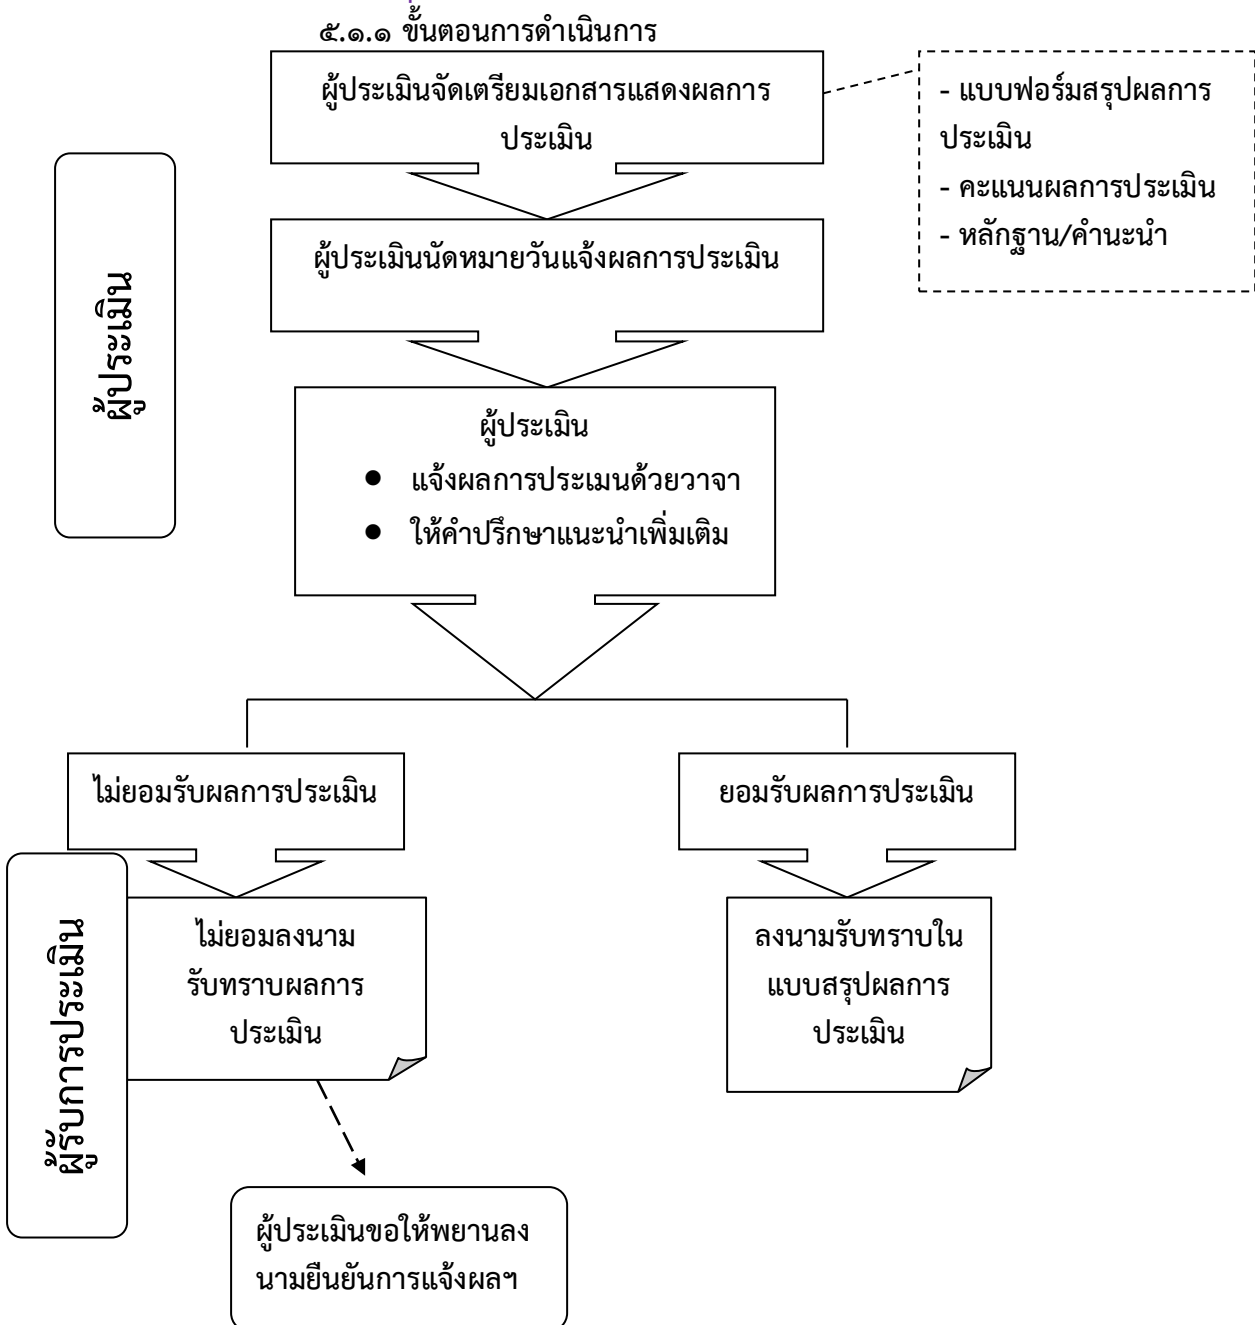 ๕.๑.๑ ขั้นตอนการดำเนินการ
ผู้ประเมินจัดเตรียมเอกสารแสดงผลการ
ประเมิน
- แบบฟอร์มสรุปผลการ
ประเมิน
- คะแนนผลการประเมิน
- หลักฐาน/คำนะนำ
ผู้ประเมินนัดหมายวันแจ้งผลการประเมิน
ผู้ประเมิน
ผู้ประเมิน
● แจ้งผลการประเมนด้วยวาจา
● ให้คำปรึกษาแนะนำเพิ่มเติม
ไม่ยอมรับผลการประเมิน
ยอมรับผลการประเมิน
ผู้รับการประเมิน
ไม่ยอมลงนาม
รับทราบผลการ
ประเมิน
ลงนามรับทราบใน
แบบสรุปผลการ
ประเมิน
ผู้ประเมินขอให้พยานลง
นามยืนยันการแจ้งผลฯ